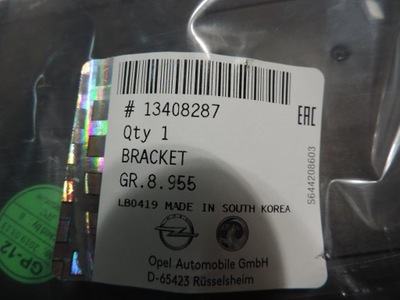 # 13408287
Qty 1
BRACKET
GR.8.955
LB0419 MADE IN SOUTH KOREA
Opel Automobile GmbH
D-65423 Rüsselsheim
EAC
S644208603
GP-12